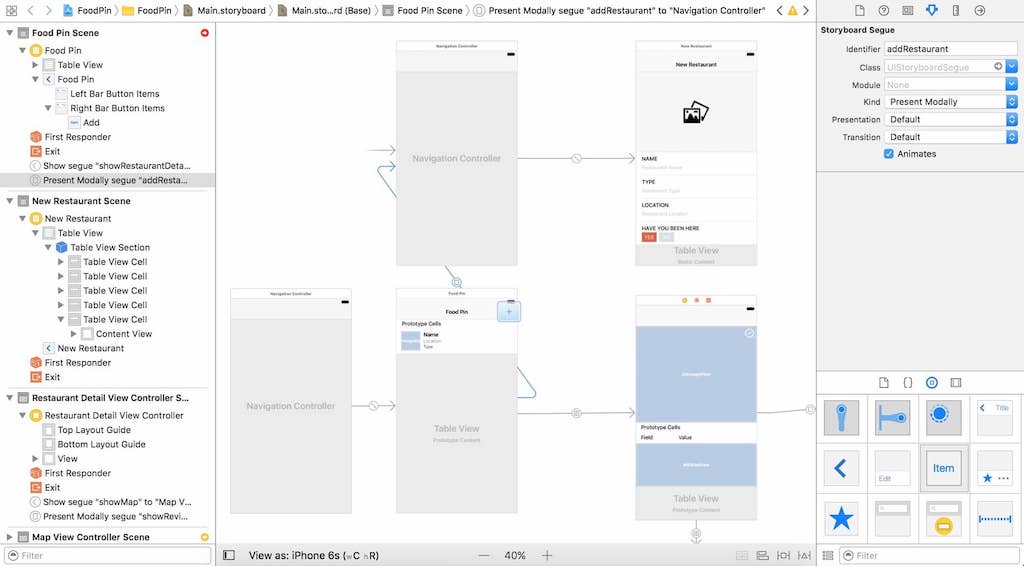 FoodPin
FoodPin
Main.storyboard
Main.sto...rd (Base)
Food Pin Scene
Present Modally segue "addRestaurant" to "Navigation Controller"
Food Pin Scene
Food Pin
Table View
Food Pin
Left Bar Button Items
Right Bar Button Items
Add
First Responder
Exit
Show segue "showRestaurantDeta...
Present Modally segue "addResta...
New Restaurant Scene
New Restaurant
Table View
Table View Section
Table View Cell
Table View Cell
Table View Cell
Table View Cell
Table View Cell
Content View
New Restaurant
First Responder
Exit
Restaurant Detail View Controller S...
Restaurant Detail View Controller
Top Layout Guide
Bottom Layout Guide
View
First Responder
Exit
Show segue "showMap" to "Map V...
Present Modally segue "showRevi...
Map View Controller Scene
Filter
Navigation Controller
Navigation Controller
New Restaurant
New Restaurant
NAME
Restaurant Name
TYPE
Restaurant Type
LOCATION
Restaurant Location
HAVE YOU BEEN HERE
YES
NO
Table View
Static Content
Navigation Controller
Navigation Controller
Food Pin
Food Pin
+
Prototype Cells
Name
Location
Type
Table View
Prototype Content
UIImageView
Prototype Cells
Field Value
MKMapView
Table View
Prototype Content
View as: iPhone 6s (wC hR)
40%
Storyboard Segue
Identifier addRestaurant
Class UIStoryboardSegue
Module None
Kind Present Modally
Presentation Default
Transition Default
Animates
Title
Edit
Item
Filter